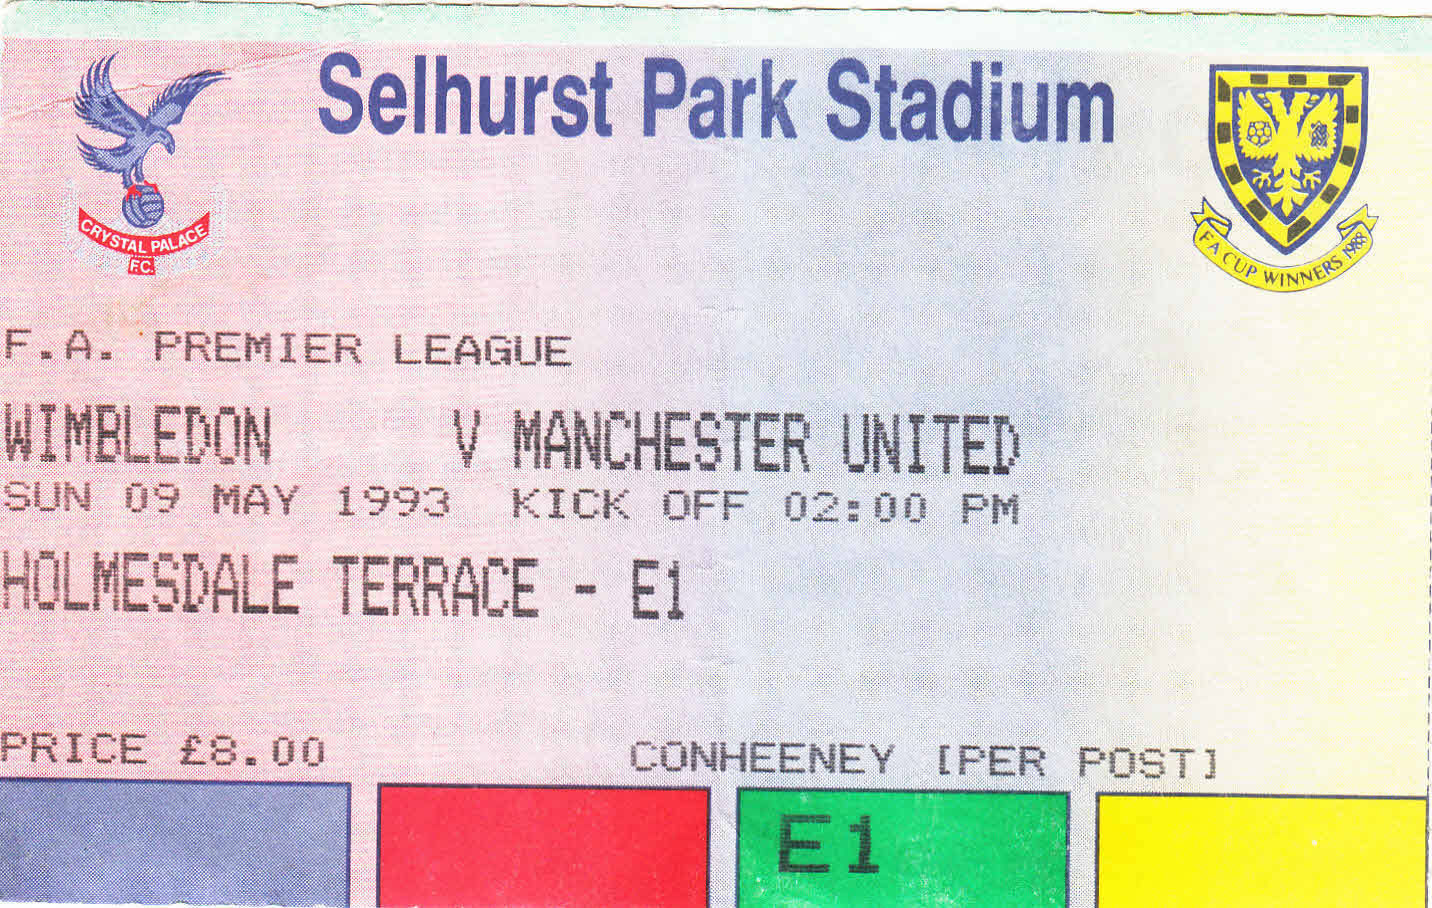 Selhurst Park Stadium
CRYSTAL PALACE
F.C.
F A CUP WINNERS 1988
F.A. PREMIER LEAGUE
WIMBLEDON V MANCHESTER UNITED
SUN 09 MAY 1993 KICK OFF 02:00 PM
HOLMESDALE TERRACE - E1
PRICE £8.00 CONHEENEY [PER POST]
E1